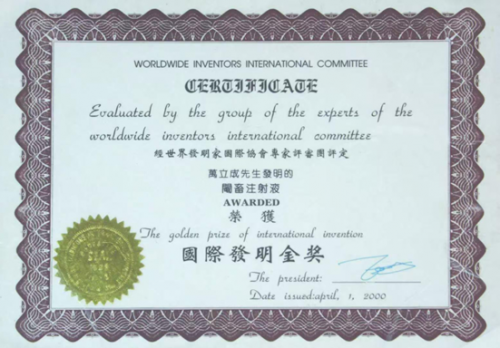 WORLDWIDE INVENTORS INTERNATIONAL COMMITTEE
CERTIFICATE
Evaluated by the group of the experts of the
worldwide inventors international committee
經世界發明家國際協會專家評審團評定
萬立成先生發明的
閹畜注射液
AWARDED
榮獲
The golden prize of international invention
國際發明金奖
The president:
Date issued:april, 1, 2000